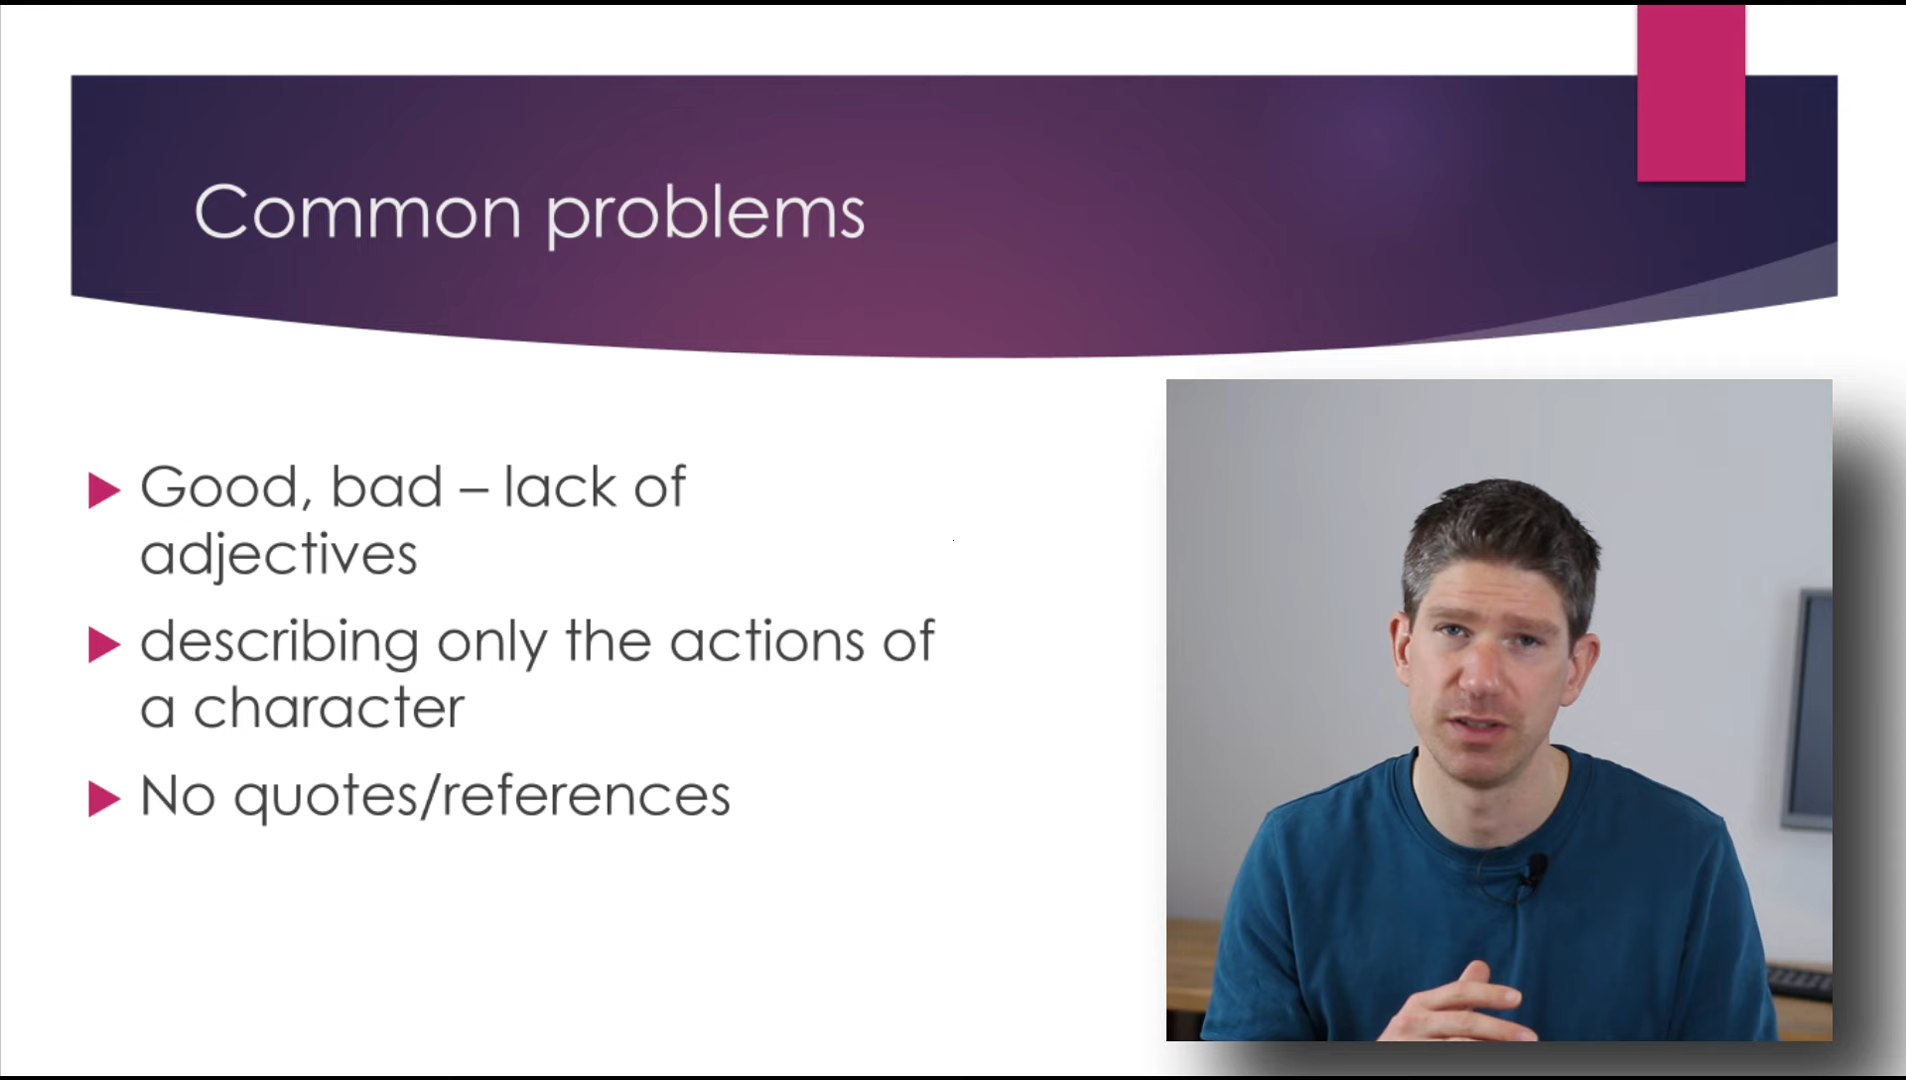 Common problems
Good, bad – lack of
adjectives
describing only the actions of
a character
No quotes/references